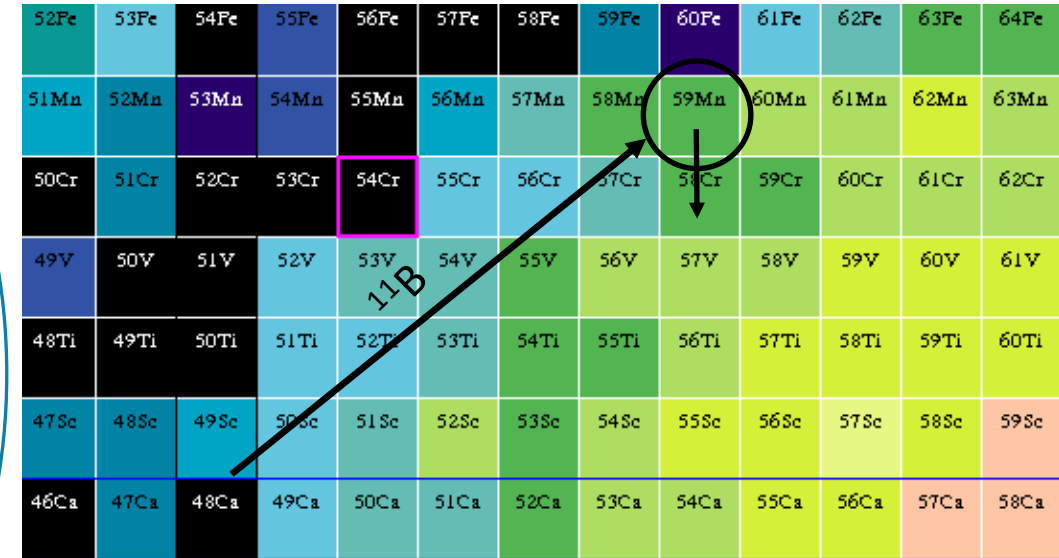 52Fe 53Fe 54Fe 55Fe 56Fe 57Fe 58Fe 59Fe 60Fe 61Fe 62Fe 63Fe 64Fe
51Mn 52Mn 53Mn 54Mn 55Mn 56Mn 57Mn 58Mn 59Mn 60Mn 61Mn 62Mn 63Mn
50Cr 51Cr 52Cr 53Cr 54Cr 55Cr 56Cr 57Cr 58Cr 59Cr 60Cr 61Cr 62Cr
49V 50V 51V 52V 53V 54V 55V 56V 57V 58V 59V 60V 61V
11B
48Ti 49Ti 50Ti 51Ti 52Ti 53Ti 54Ti 55Ti 56Ti 57Ti 58Ti 59Ti 60Ti
47Sc 48Sc 49Sc 50Sc 51Sc 52Sc 53Sc 54Sc 55Sc 56Sc 57Sc 58Sc 59Sc
46Ca 47Ca 48Ca 49Ca 50Ca 51Ca 52Ca 53Ca 54Ca 55Ca 56Ca 57Ca 58Ca